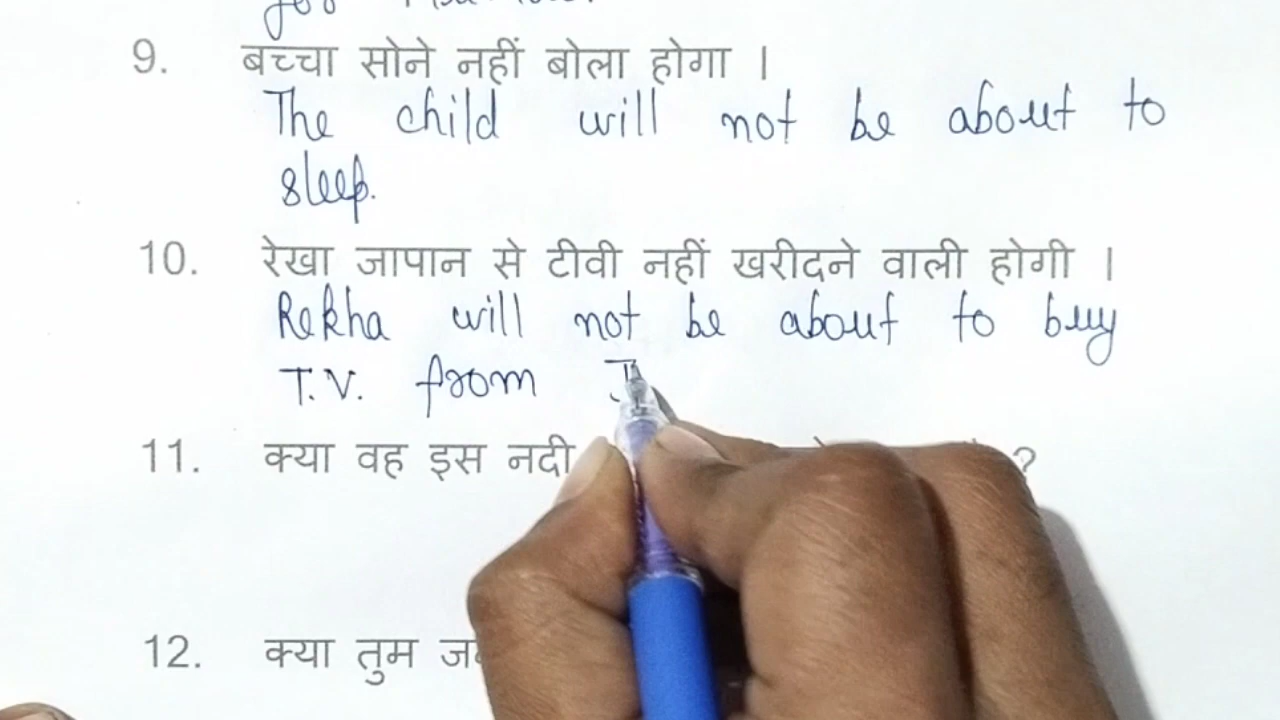 9. बच्चा सोने नहीं बोला होगा ।
The child will not be about to
sleep.
10. रेखा जापान से टीवी नहीं खरीदने वाली होगी ।
Rekha will not be about to buy
T.V. from J
11. क्या वह इस नदी ?
12. क्या तुम